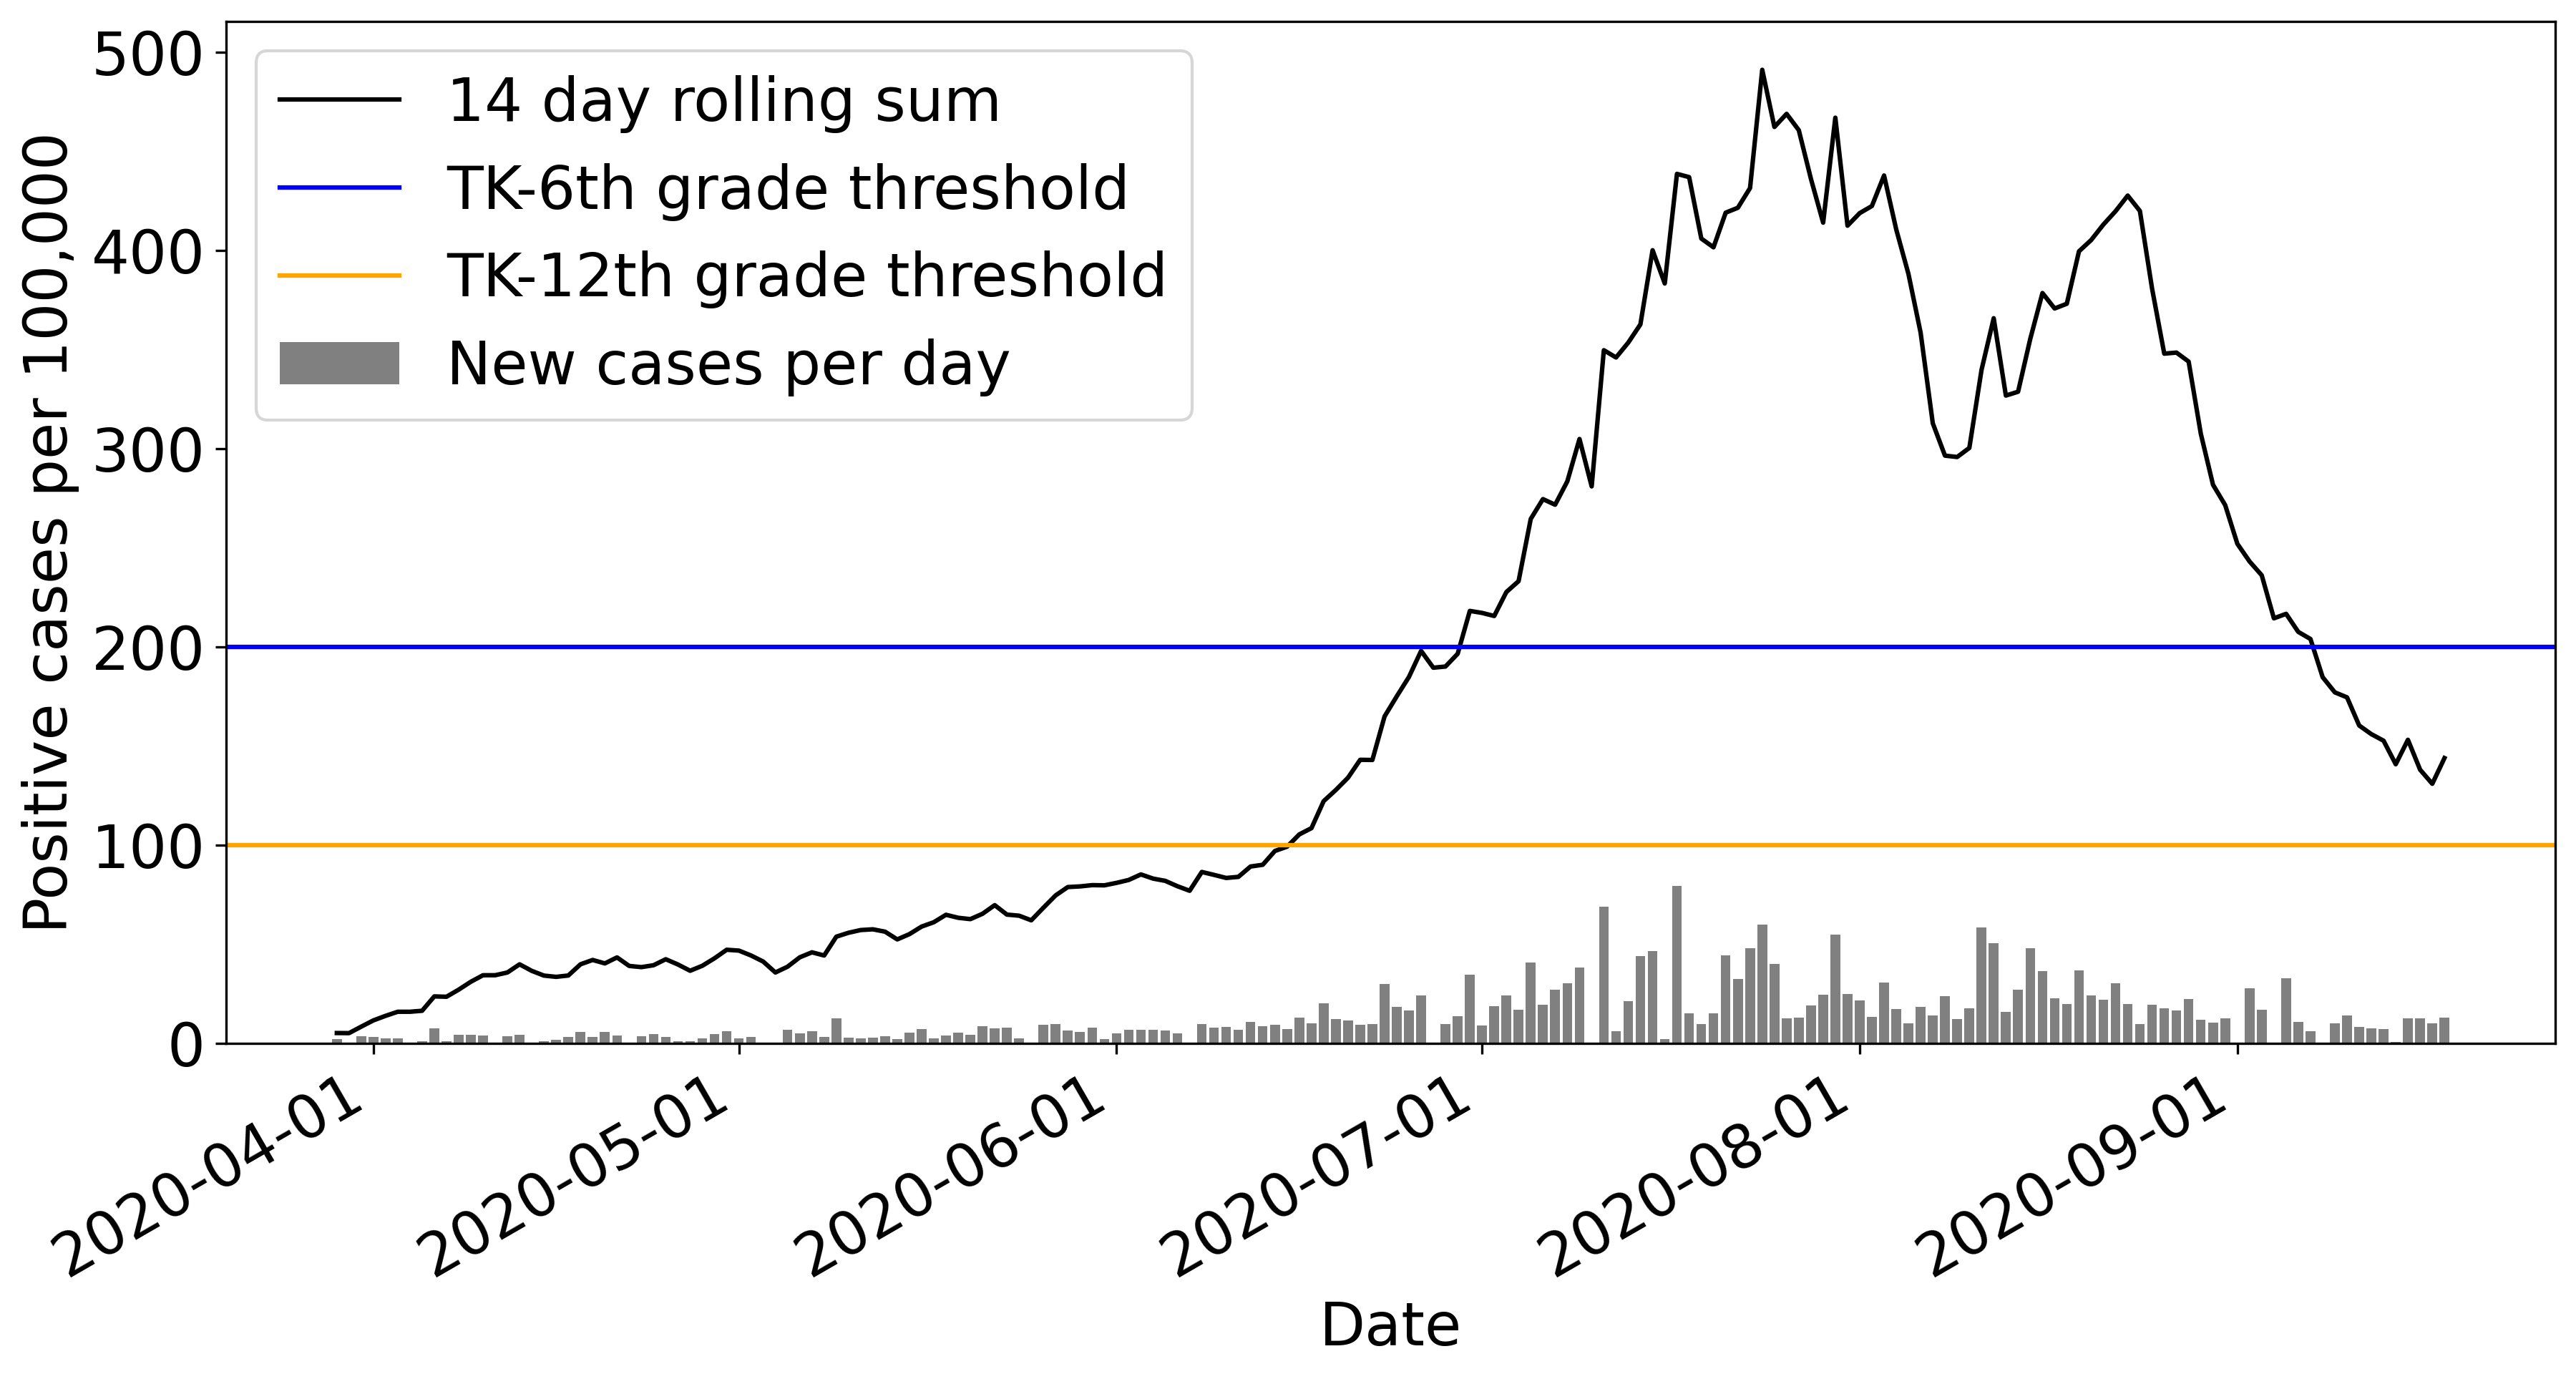 500
400
300
200
100
0
Positive cases per 100,000
14 day rolling sum
TK-6th grade threshold
TK-12th grade threshold
New cases per day
2020-04-01
2020-05-01
2020-06-01
2020-07-01
2020-08-01
2020-09-01
Date